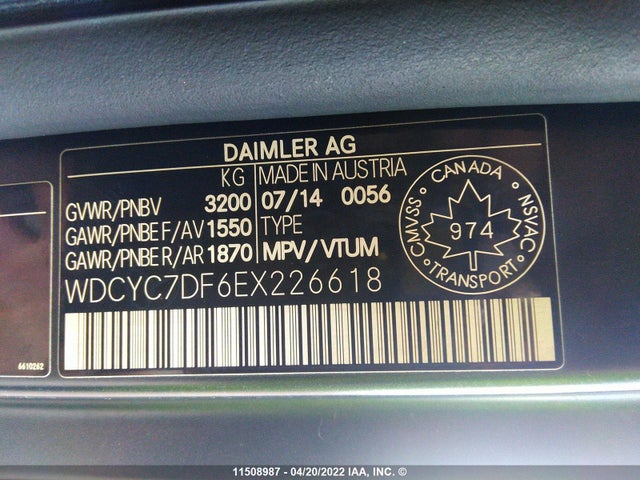 DAIMLER AG
KG MADE IN AUSTRIA
GVWR/PNBV 3200 07/14 0056
GAWR/PNBE F/AV 1550 TYPE
GAWR/PNBE R/AR 1870 MPV/VTUM
WDCYC7DF6EX226618
CANADA
CMVSS 974 NSVAC
TRANSPORT
6610262
11508987 - 04/20/2022 IAA, INC. ©